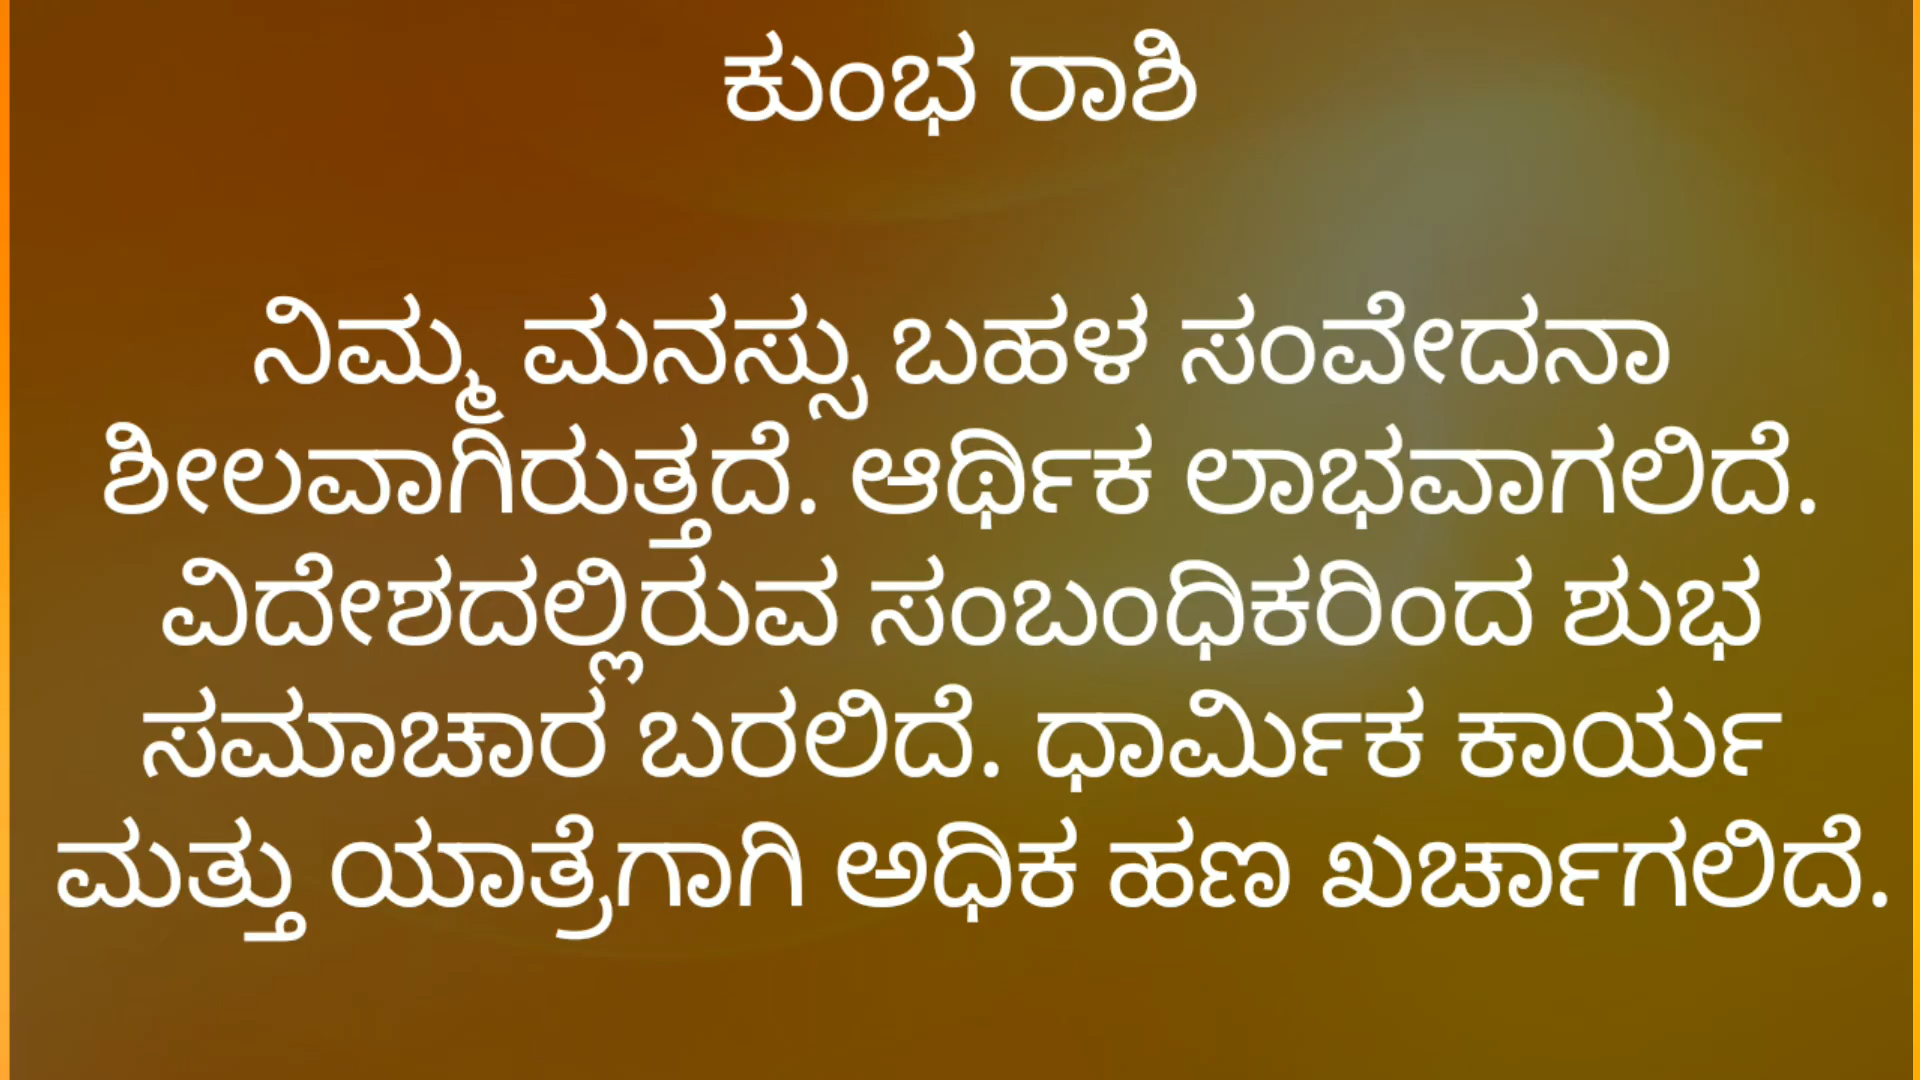 ಕುಂಭ ರಾಶಿ
ನಿಮ್ಮ ಮನಸ್ಸು ಬಹಳ ಸಂವೇದನಾ
ಶೀಲವಾಗಿರುತ್ತದೆ. ಆರ್ಥಿಕ ಲಾಭವಾಗಲಿದೆ.
ವಿದೇಶದಲ್ಲಿರುವ ಸಂಬಂಧಿಕರಿಂದ ಶುಭ
ಸಮಾಚಾರ ಬರಲಿದೆ. ಧಾರ್ಮಿಕ ಕಾರ್ಯ
ಮತ್ತು ಯಾತ್ರೆಗಾಗಿ ಅಧಿಕ ಹಣ ಖರ್ಚಾಗಲಿದೆ.